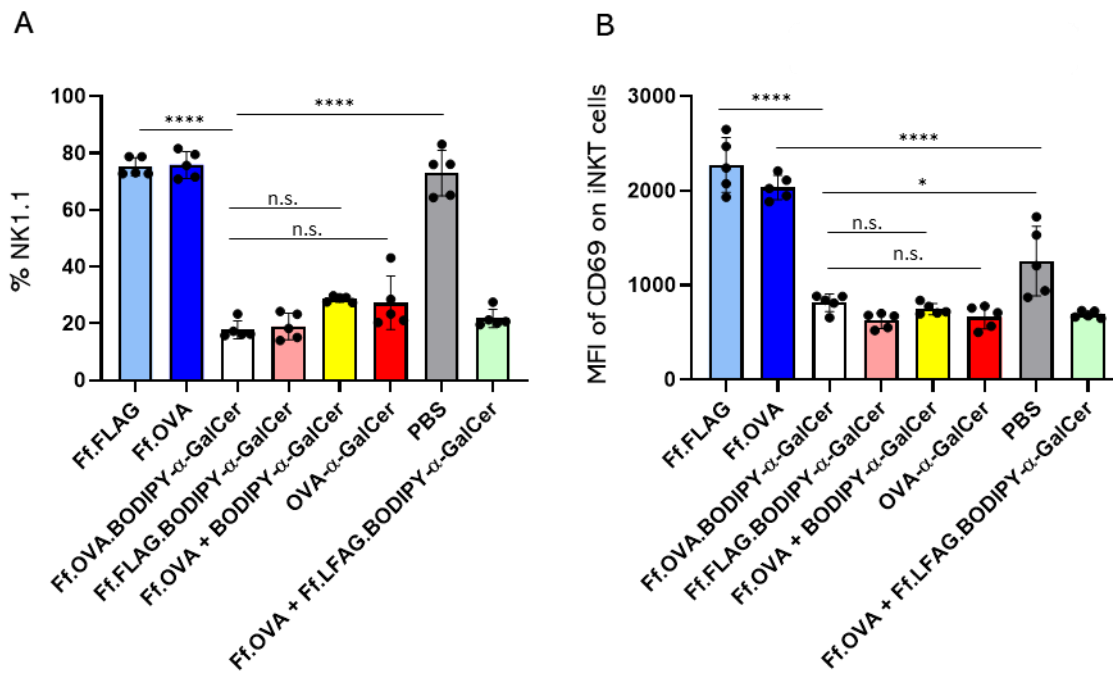 A
% NK1.1
100
80
60
40
20
0
****
****
n.s.
n.s.
Ff.FLAG
Ff.OVA
Ff.OVA.BODIPY-α-GalCer
Ff.FLAG.BODIPY-α-GalCer
Ff.OVA + BODIPY-α-GalCer
OVA-α-GalCer
PBS
Ff.OVA + Ff.LFAG.BODIPY-α-GalCer
B
MFI of CD69 on iNKT cells
3000
2000
1000
0
****
****
*
n.s.
n.s.
Ff.FLAG
Ff.OVA
Ff.OVA.BODIPY-α-GalCer
Ff.FLAG.BODIPY-α-GalCer
Ff.OVA + BODIPY-α-GalCer
OVA-α-GalCer
PBS
Ff.OVA + Ff.LFAG.BODIPY-α-GalCer